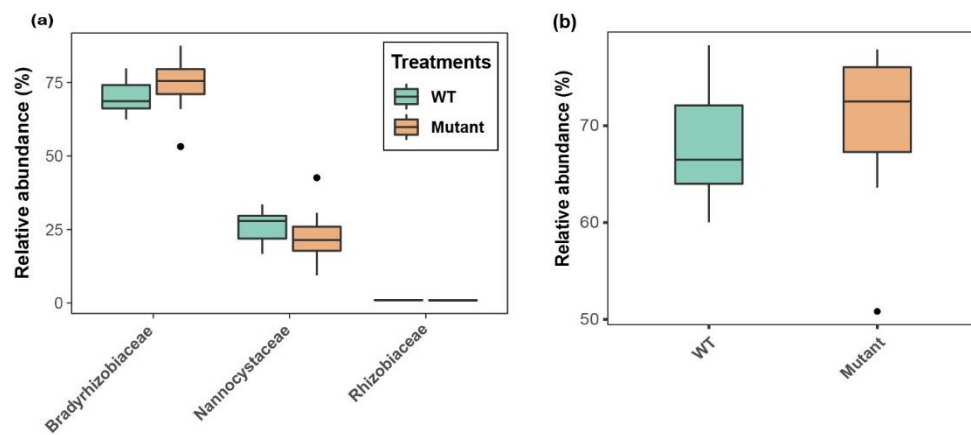 (a)
Relative abundance (%)
75
50
25
0
Treatments
WT
Mutant
Bradyrhizobiaceae
Nannocystaceae
Rhizobiaceae
(b)
Relative abundance (%)
70
60
50
WT
Mutant